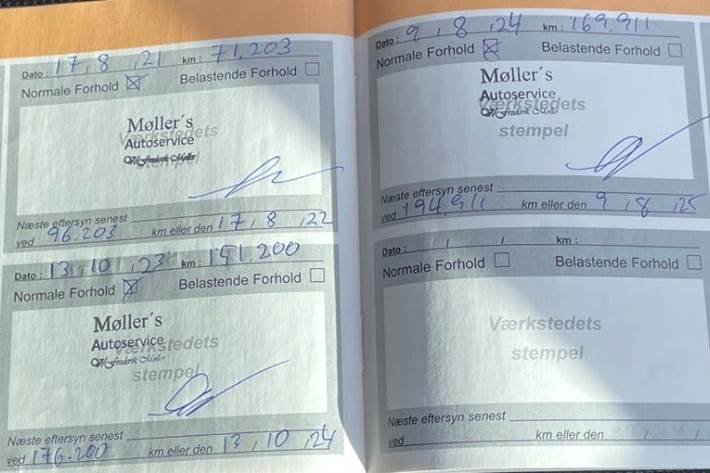 Dato : 17, 8, 21 km : 71.203
Normale Forhold ☒ Belastende Forhold ☐
Møller´s
Værkstedets
Autoservice
stempel
Næste eftersyn senest
ved 96.203 km eller den 17, 8, 22
Dato : 13, 10, 23 km : 151.200
Normale Forhold ☒ Belastende Forhold ☐
Møller´s
Autoservice
Værkstedets
stempel
Næste eftersyn senest
ved 176.200 km eller den 13, 10, 24
Dato : 9, 8, 24 km : 169.911
Normale Forhold ☒ Belastende Forhold ☐
Møller´s
Autoservice
Værkstedets
stempel
Næste eftersyn senest
ved 194.911 km eller den 9, 8, 25
Dato : / / km :
Normale Forhold ☐ Belastende Forhold ☐
Værkstedets
stempel
Næste eftersyn senest
ved km eller den / /